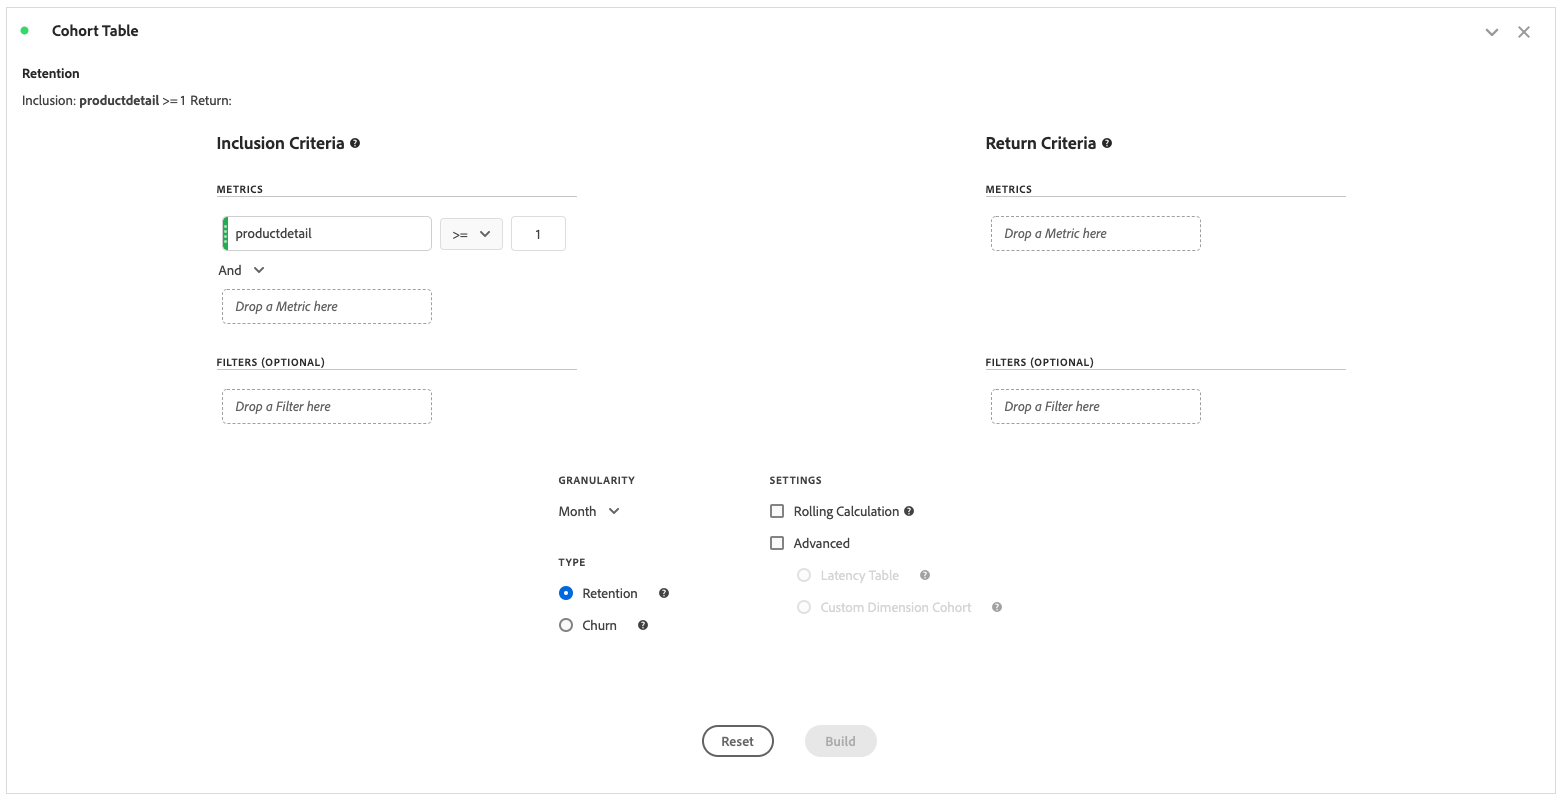 Cohort Table
Retention
Inclusion: productdetail >= 1 Return:
Inclusion Criteria ?
METRICS
productdetail >= 1
And
Drop a Metric here
FILTERS (OPTIONAL)
Drop a Filter here
Return Criteria ?
METRICS
Drop a Metric here
FILTERS (OPTIONAL)
Drop a Filter here
GRANULARITY
Month
TYPE
Retention ?
Churn ?
SETTINGS
Rolling Calculation ?
Advanced
Latency Table ?
Custom Dimension Cohort ?
Reset
Build